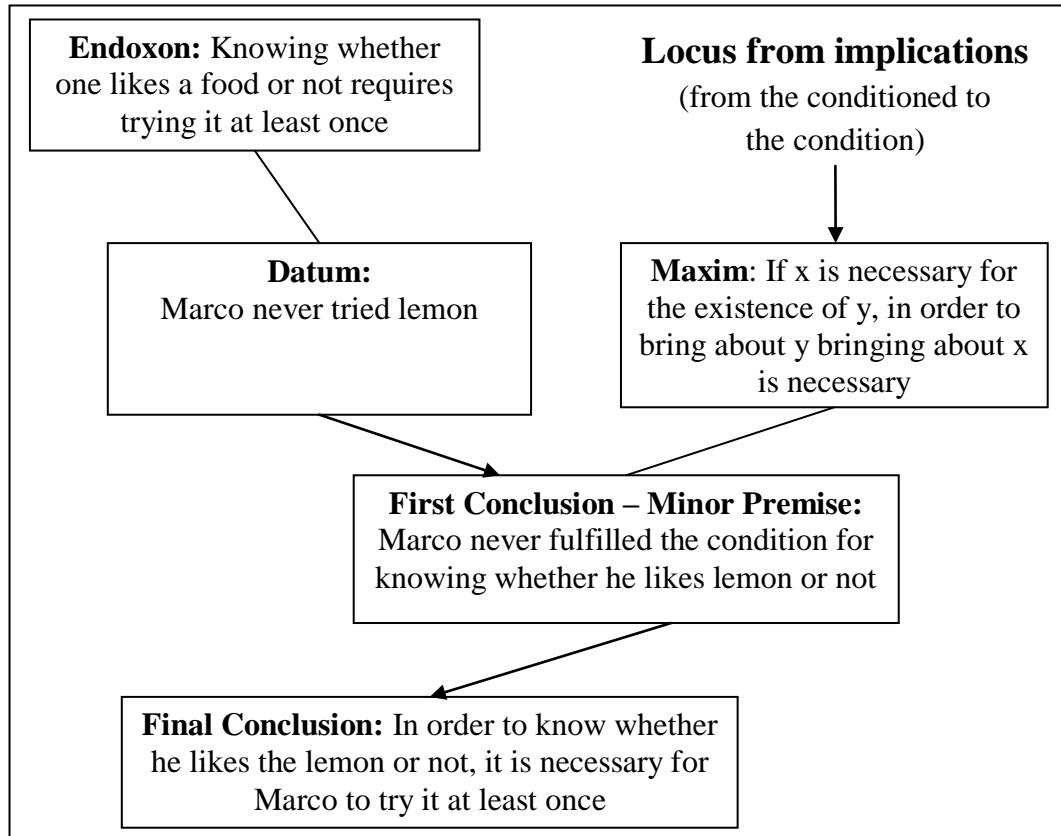 Endoxon: Knowing whether
one likes a food or not requires
trying it at least once
Locus from implications
(from the conditioned to
the condition)
Datum:
Marco never tried lemon
Maxim: If x is necessary for
the existence of y, in order to
bring about y bringing about x
is necessary
First Conclusion – Minor Premise:
Marco never fulfilled the condition for
knowing whether he likes lemon or not
Final Conclusion: In order to know whether
he likes the lemon or not, it is necessary for
Marco to try it at least once